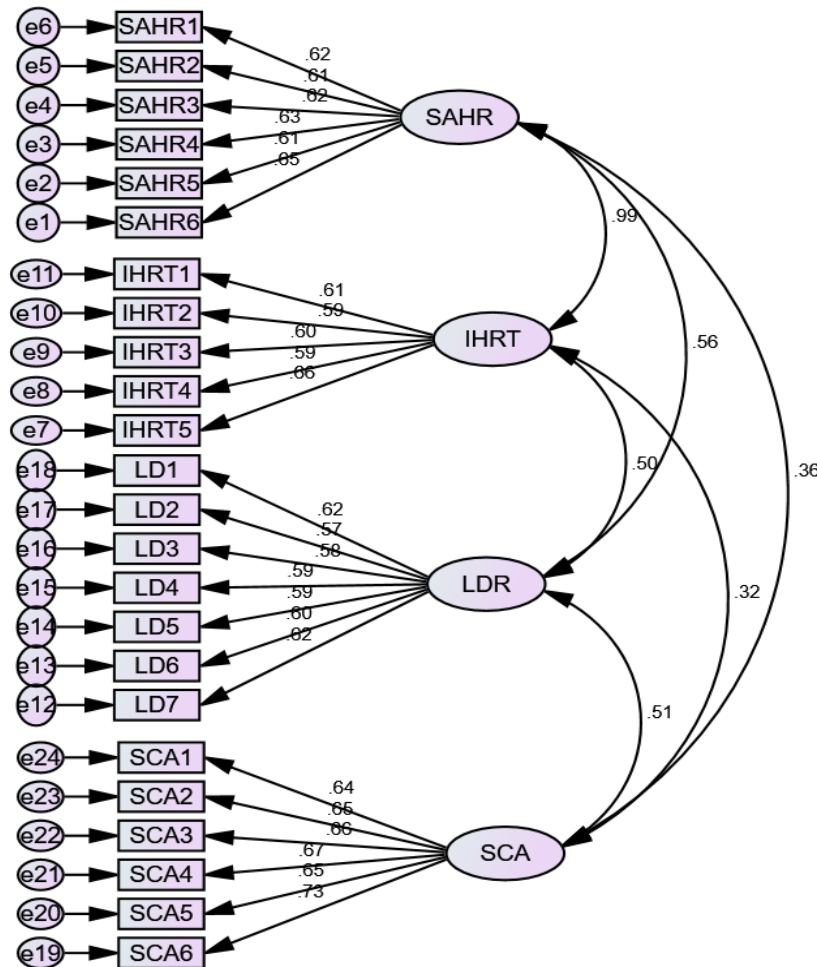 e6 SAHR1
.62
e5 SAHR2
.61
e4 SAHR3
.62
SAHR
e3 SAHR4
.63
e2 SAHR5
.61
e1 SAHR6
.65
.99
e11 IHRT1
.61
e10 IHRT2
.59
e9 IHRT3
.60
IHRT
.56
e8 IHRT4
.59
e7 IHRT5
.66
.50
.36
e18 LD1
.62
e17 LD2
.57
e16 LD3
.58
e15 LD4
.59
LDR
.32
e14 LD5
.59
e13 LD6
.60
e12 LD7
.62
.51
e24 SCA1
.64
e23 SCA2
.65
e22 SCA3
.66
SCA
e21 SCA4
.67
e20 SCA5
.65
e19 SCA6
.73